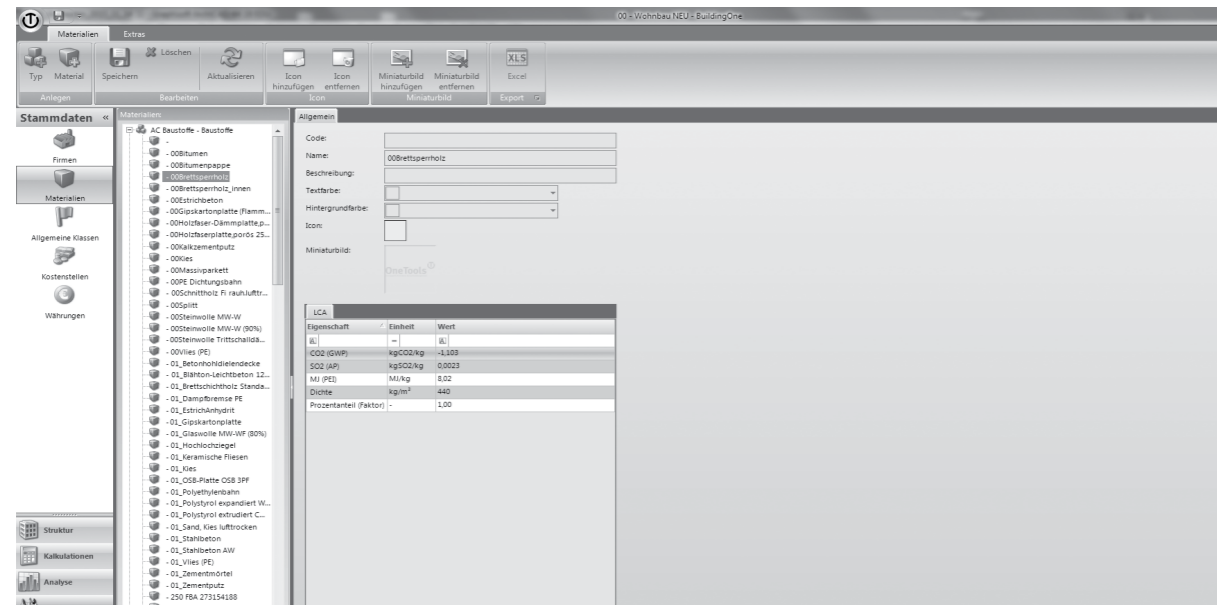 00 - Wohnbau NEU - BuildingOne
Materialien Extras
Typ Material Speichern Löschen Aktualisieren Icon hinzufügen Icon entfernen Miniaturbild hinzufügen Miniaturbild entfernen XLS Excel
Anlegen Bearbeiten Icon Miniaturbild Export
Stammdaten «
Firmen
Materialien
Allgemeine Klassen
Kostenstellen
Währungen
Struktur
Kalkulationen
Analyse
Materialien:
AC Baustoffe - Baustoffe
-
- 00Bitumen
- 00Bitumenpappe
- 00Brettsperrholz
- 00Brettsperrholz_innen
- 00Estrichbeton
- 00Gipskartonplatte (Flamm...
- 00Holzfaser-Dämmplatte,p...
- 00Holzfaserplatte,porös 25...
- 00Kalkzementputz
- 00Kies
- 00Massivparkett
- 00PE Dichtungsbahn
- 00Schnittholz Fi rauh,lufttr...
- 00Splitt
- 00Steinwolle MW-W
- 00Steinwolle MW-W (90%)
- 00Steinwolle Trittschalldä...
- 00Vlies (PE)
- 01_Betonhohldielendecke
- 01_Blähton-Leichtbeton 12...
- 01_Brettschichtholz Standa...
- 01_Dampfbremse PE
- 01_EstrichAnhydrit
- 01_Gipskartonplatte
- 01_Glaswolle MW-WF (80%)
- 01_Hochlochziegel
- 01_Keramische Fliesen
- 01_Kies
- 01_OSB-Platte OSB 3PF
- 01_Polyethylenbahn
- 01_Polystyrol expandiert W...
- 01_Polystyrol extrudiert C...
- 01_Sand, Kies lufttrocken
- 01_Stahlbeton
- 01_Stahlbeton AW
- 01_Vlies (PE)
- 01_Zementmörtel
- 01_Zementputz
- 250 FBA 273154188
Allgemein
Code:
Name: 00Brettsperrholz
Beschreibung:
Textfarbe:
Hintergrundfarbe:
Icon:
Miniaturbild:
OneTools
LCA
Eigenschaft Einheit Wert
CO2 (GWP) kgCO2/kg -1,103
SO2 (AP) kgSO2/kg 0,0023
MJ (PEI) MJ/kg 8,02
Dichte kg/m³ 440
Prozentanteil (Faktor) - 1,00